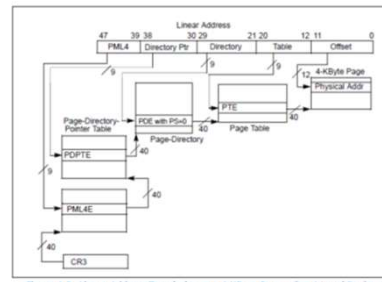 Linear Address
47 39 38 30 29 21 20 12 11 0
PML4 Directory Ptr Directory Table Offset
9 9 9
12 4-KByte Page
Physical Addr
PTE
Page-Directory-
Pointer Table
PDE with PS=0
40 Page Table 40
Page-Directory
PDPTE
40
9
40
PML4E
40
CR3